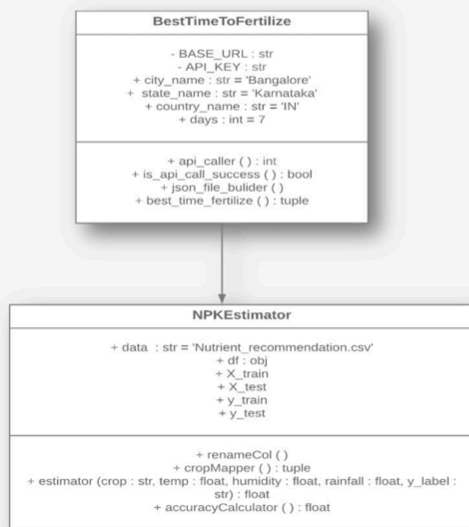 BestTimeToFertilize
- BASE_URL : str
- API_KEY : str
+ city_name : str = 'Bangalore'
+ state_name : str = 'Karnataka'
+ country_name : str = 'IN'
+ days : int = 7
+ api_caller ( ) : int
+ is_api_call_success ( ) : bool
+ json_file_bulider ( )
+ best_time_fertilize ( ) : tuple
NPKEstimator
+ data : str = 'Nutrient_recommendation.csv'
+ df : obj
+ X_train
+ X_test
+ y_train
+ y_test
+ renameCol ( )
+ cropMapper ( ) : tuple
+ estimator (crop : str, temp : float, humidity : float, rainfall : float, y_label :
str) : float
+ accuracyCalculator ( ) : float